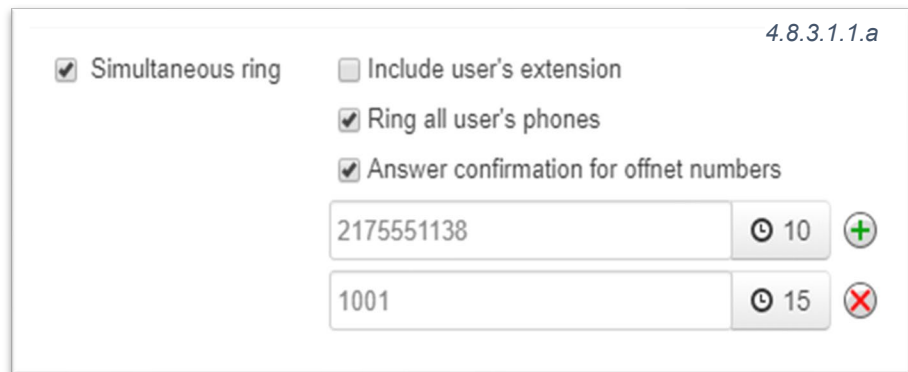 4.8.3.1.1.a
Simultaneous ring Include user's extension
Ring all user's phones
Answer confirmation for offnet numbers
2175551138 10
1001 15